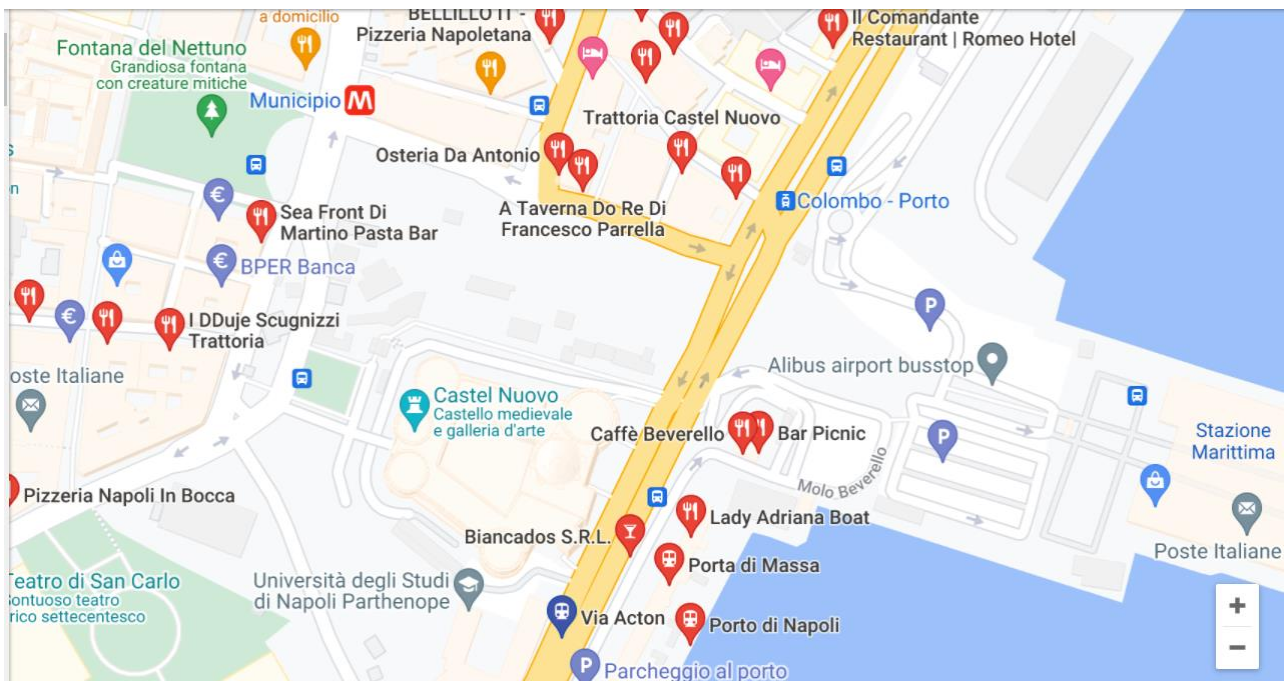 a domicilio
BELLILLO IT -
Pizzeria Napoletana
Il Comandante
Restaurant | Romeo Hotel
Fontana del Nettuno
Grandiosa fontana
con creature mitiche
Municipio M
Trattoria Castel Nuovo
Osteria Da Antonio
Colombo - Porto
A Taverna Do Re Di
Francesco Parrella
Sea Front Di
Martino Pasta Bar
€
€ BPER Banca
€
P
I DDuje Scugnizzi
Trattoria
Alibus airport busstop
oste Italiane
Castel Nuovo
Castello medievale
e galleria d'arte
Caffè Beverello
Bar Picnic
P
Stazione
Marittima
Molo Beverello
Pizzeria Napoli In Bocca
Lady Adriana Boat
Biancados S.R.L.
Poste Italiane
Porta di Massa
Teatro di San Carlo
Sontuoso teatro
rico settecentesco
Università degli Studi
di Napoli Parthenope
Via Acton
Porto di Napoli
P Parcheggio al porto
+
−